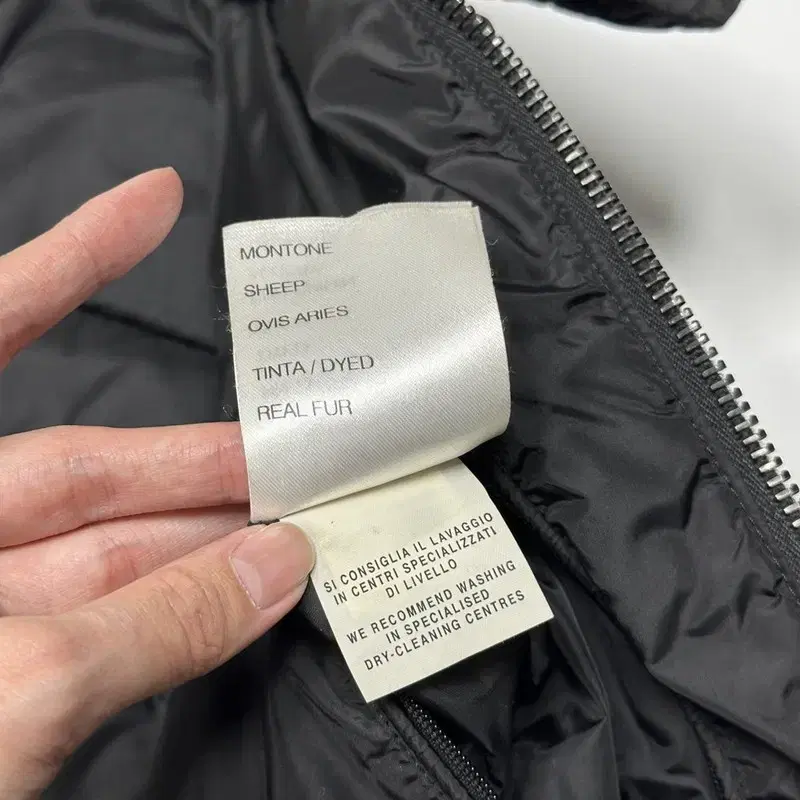 MONTONE
SHEEP
OVIS ARIES
TINTA / DYED
REAL FUR
SI CONSIGLIA IL LAVAGGIO
IN CENTRI SPECIALIZZATI
DI LIVELLO
WE RECOMMEND WASHING
IN SPECIALISED
DRY-CLEANING CENTRES